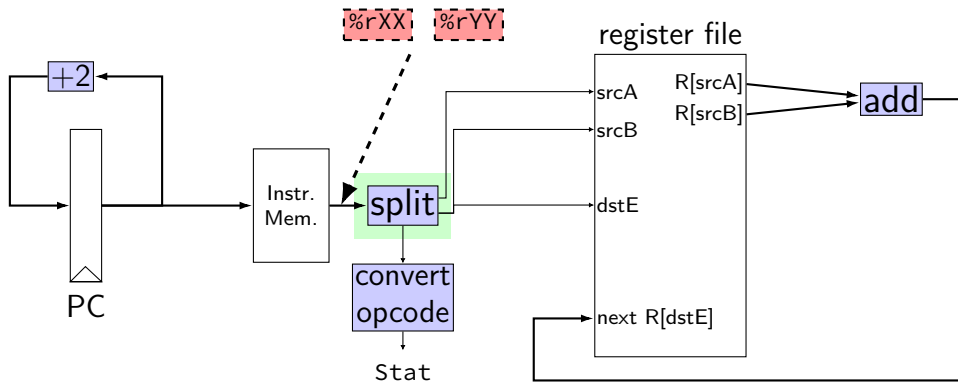 %rXX %rYY
register file
+2
srcA
R[srcA]
add
srcB
R[srcB]
Instr.
Mem.
split
dstE
PC
convert
opcode
next R[dstE]
Stat